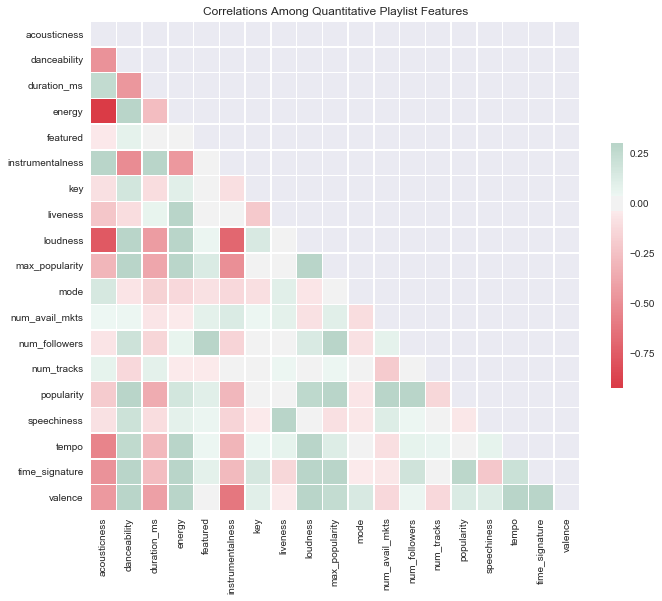 Correlations Among Quantitative Playlist Features
acousticness
danceability
duration_ms
energy
featured
instrumentalness
key
liveness
loudness
max_popularity
mode
num_avail_mkts
num_followers
num_tracks
popularity
speechiness
tempo
time_signature
valence
acousticness
danceability
duration_ms
energy
featured
instrumentalness
key
liveness
loudness
max_popularity
mode
num_avail_mkts
num_followers
num_tracks
popularity
speechiness
tempo
time_signature
valence
0.25
0.00
−0.25
−0.50
−0.75